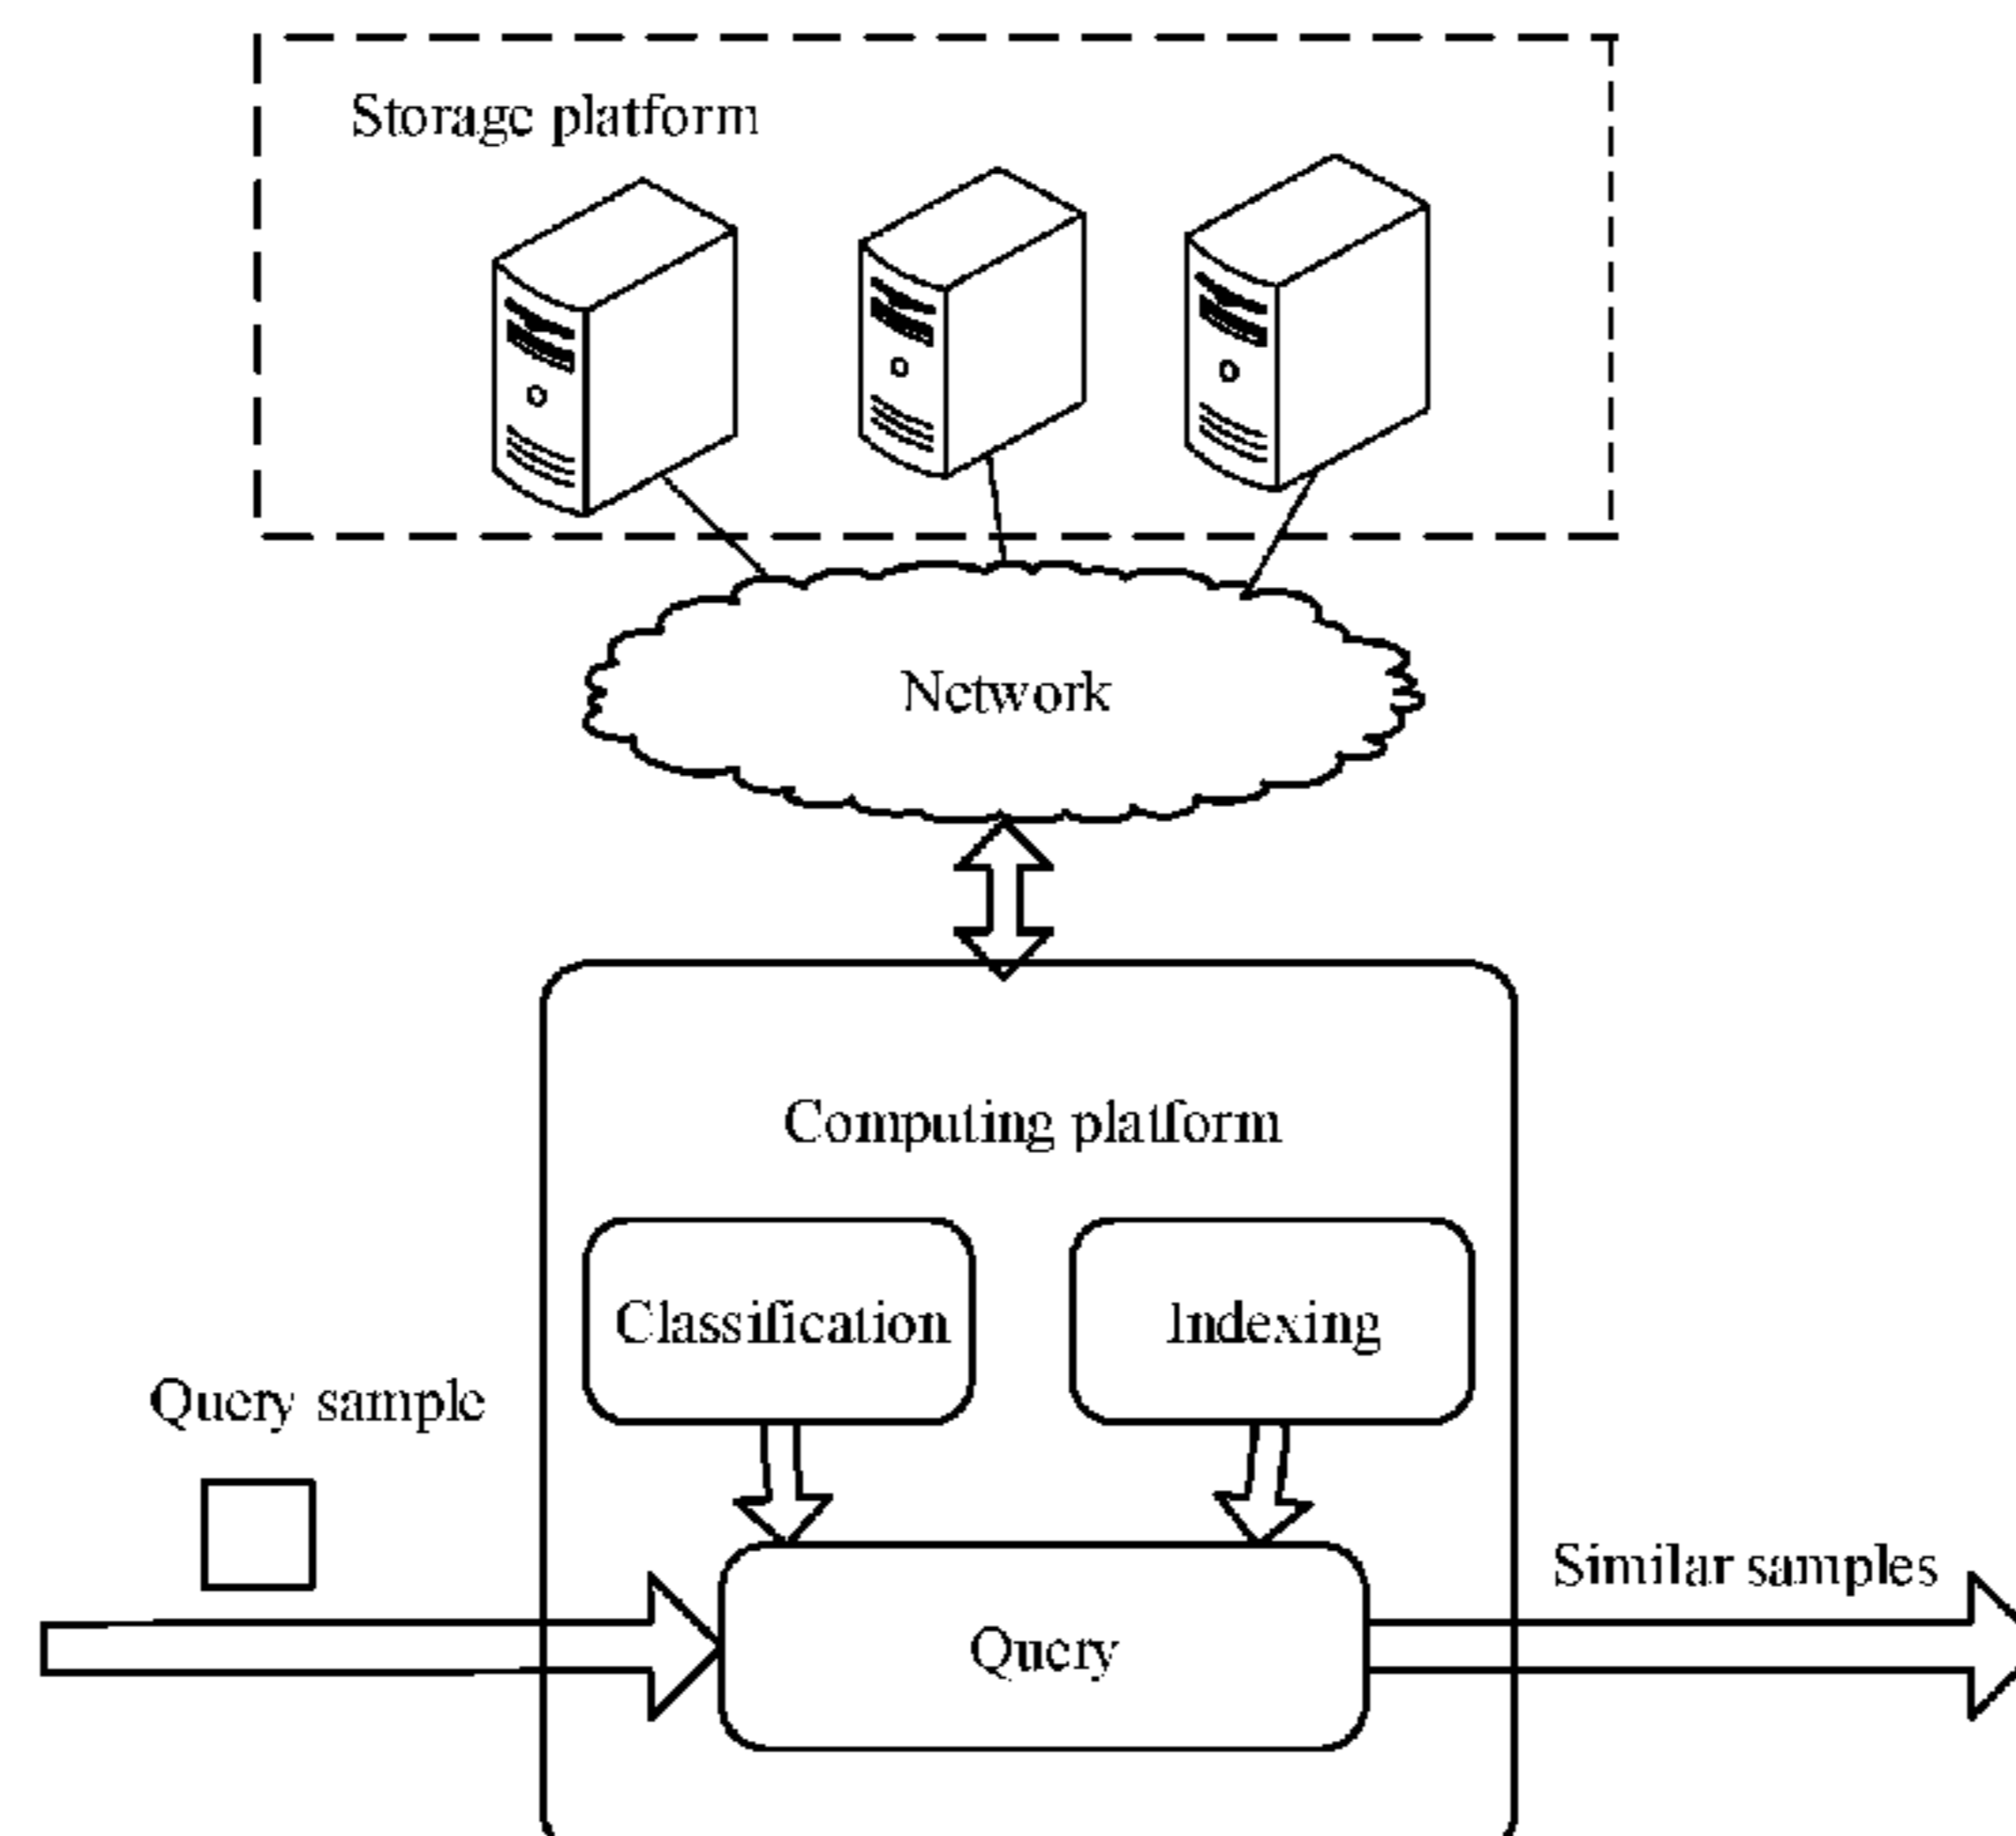 Storage platform
Network
Computing platform
Classification
Indexing
Query sample
Similar samples
Query